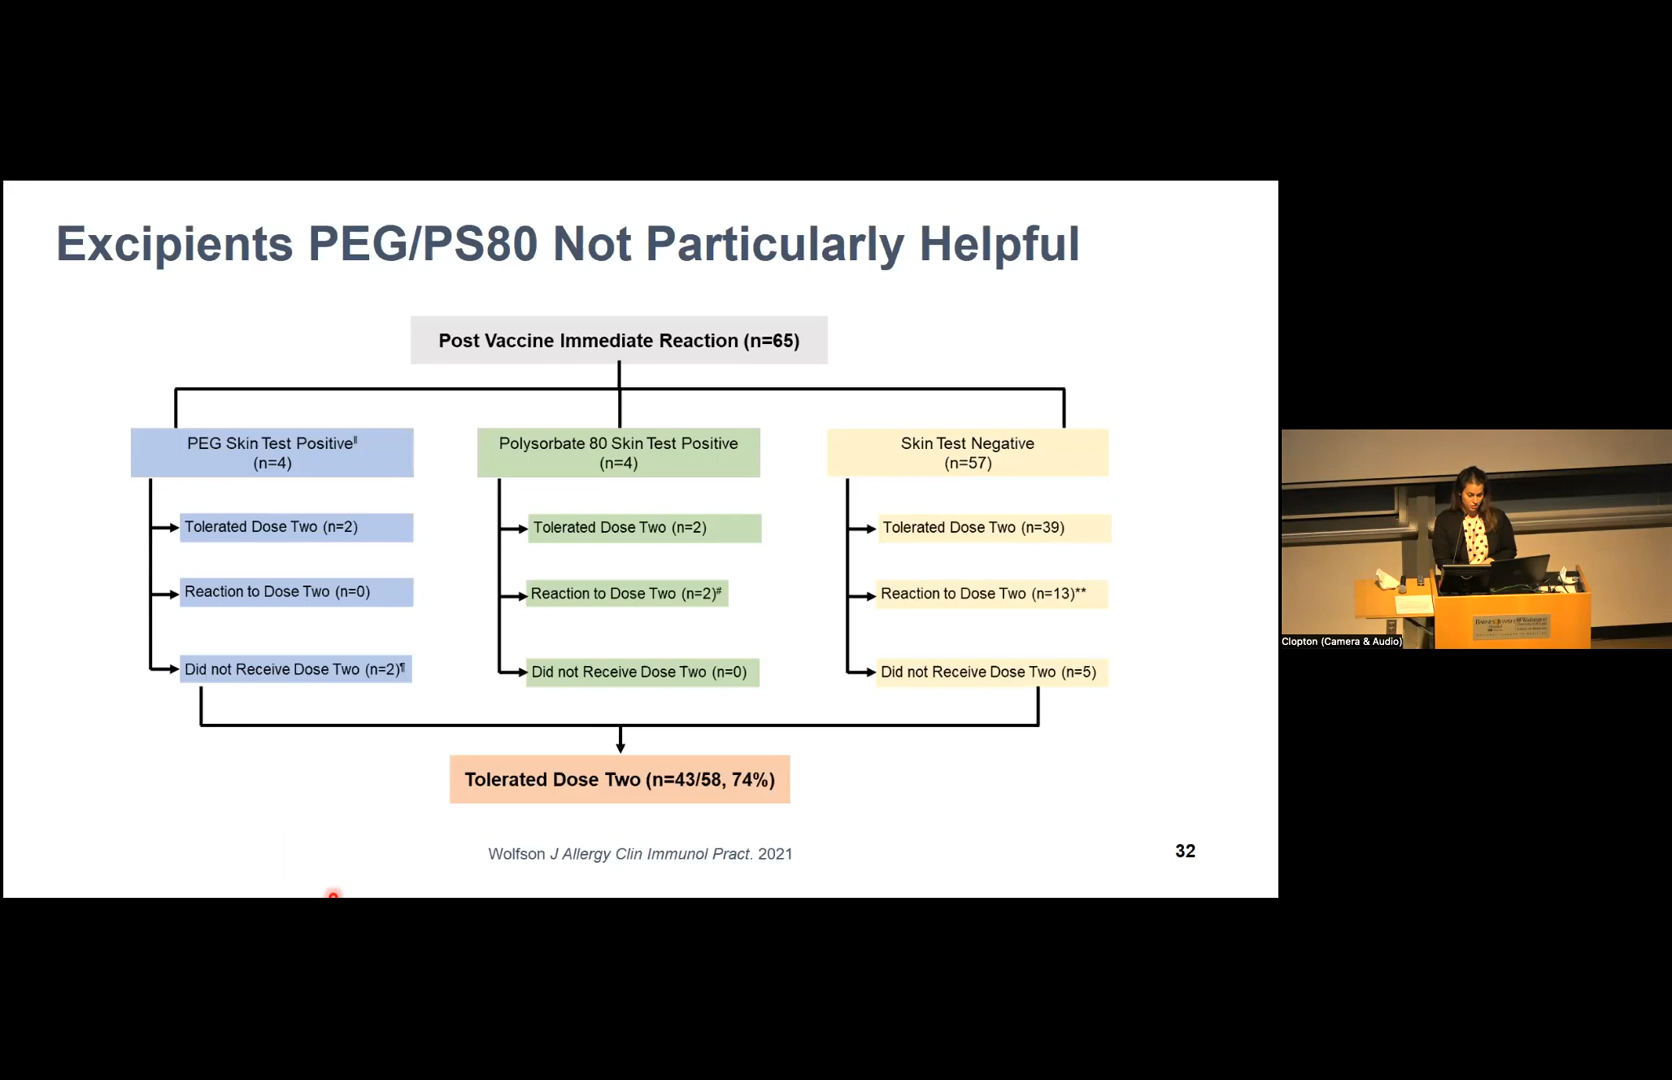 Excipients PEG/PS80 Not Particularly Helpful
Post Vaccine Immediate Reaction (n=65)
PEG Skin Test Positive‖
(n=4)
Tolerated Dose Two (n=2)
Reaction to Dose Two (n=0)
Did not Receive Dose Two (n=2)¶
Polysorbate 80 Skin Test Positive
(n=4)
Tolerated Dose Two (n=2)
Reaction to Dose Two (n=2)#
Did not Receive Dose Two (n=0)
Skin Test Negative
(n=57)
Tolerated Dose Two (n=39)
Reaction to Dose Two (n=13)**
Did not Receive Dose Two (n=5)
Tolerated Dose Two (n=43/58, 74%)
Wolfson J Allergy Clin Immunol Pract. 2021
32
Clopton (Camera & Audio)